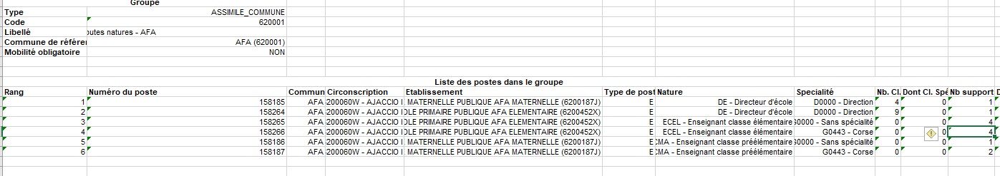 Groupe
Type ASSIMILE_COMMUNE
Code 620001
Libellé outes natures - AFA
Commune de référen AFA (620001)
Mobilité obligatoire NON
Liste des postes dans le groupe
Rang Numéro du poste Commun Circonscription Etablissement Type de post Nature Specialité Nb. Cl. Dont Cl. Spé Nb support D
1 158185 AFA 200060W - AJACCIO I MATERNELLE PUBLIQUE AFA MATERNELLE (6200187J) E DE - Directeur d'école D0000 - Direction 4 0 1
2 158264 AFA 200060W - AJACCIO I OLE PRIMAIRE PUBLIQUE AFA ELEMENTAIRE (6200452X) E DE - Directeur d'école D0000 - Direction 9 0 1
3 158265 AFA 200060W - AJACCIO I OLE PRIMAIRE PUBLIQUE AFA ELEMENTAIRE (6200452X) E ECEL - Enseignant classe élémentaire G0000 - Sans spécialité 0 0 4
4 158266 AFA 200060W - AJACCIO I OLE PRIMAIRE PUBLIQUE AFA ELEMENTAIRE (6200452X) E ECEL - Enseignant classe élémentaire G0443 - Corse 0 4
5 158186 AFA 200060W - AJACCIO I MATERNELLE PUBLIQUE AFA MATERNELLE (6200187J) E CMA - Enseignant classe préélémentaire G0000 - Sans spécialité 0 0 1
6 158187 AFA 200060W - AJACCIO I MATERNELLE PUBLIQUE AFA MATERNELLE (6200187J) E CMA - Enseignant classe préélémentaire G0443 - Corse 0 0 2